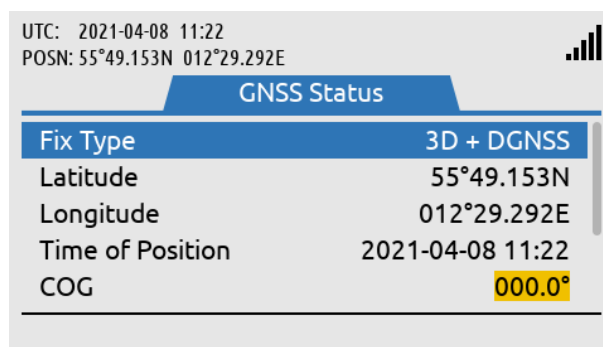 UTC: 2021-04-08 11:22
POSN: 55°49.153N 012°29.292E
GNSS Status
Fix Type 3D + DGNSS
Latitude 55°49.153N
Longitude 012°29.292E
Time of Position 2021-04-08 11:22
COG 000.0°